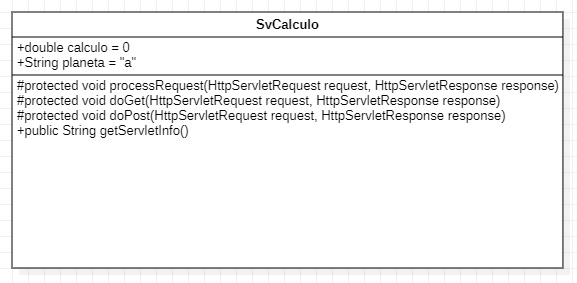 SvCalculo
+double calculo = 0
+String planeta = "a"
#protected void processRequest(HttpServletRequest request, HttpServletResponse response)
#protected void doGet(HttpServletRequest request, HttpServletResponse response)
#protected void doPost(HttpServletRequest request, HttpServletResponse response)
+public String getServletInfo()